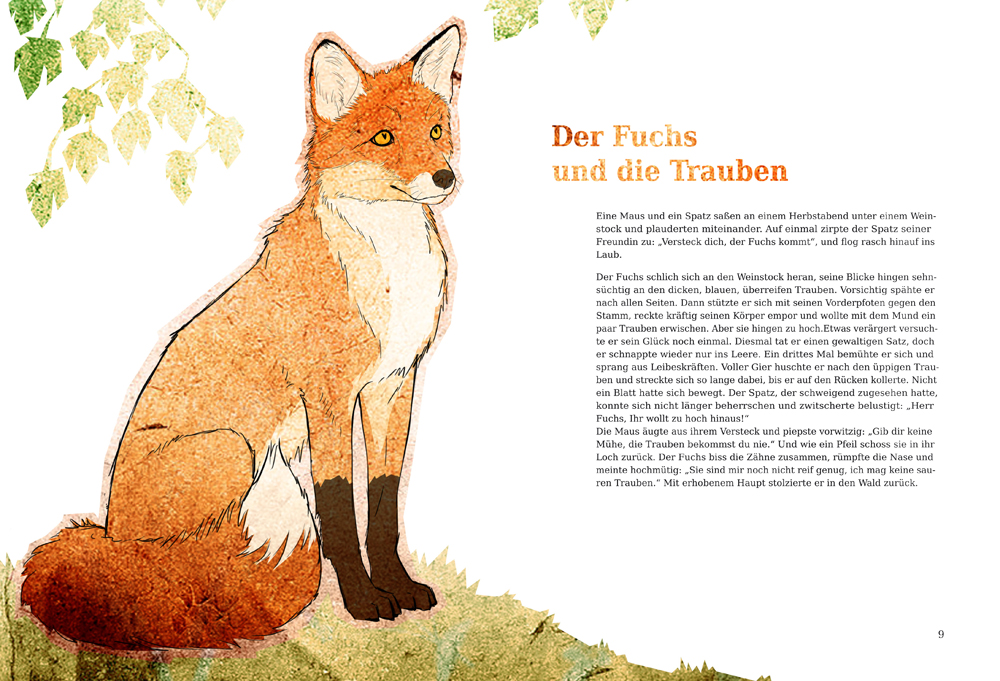 Der Fuchs
und die Trauben
Eine Maus und ein Spatz saßen an einem Herbstabend unter einem Wein-
stock und plauderten miteinander. Auf einmal zirpte der Spatz seiner
Freundin zu: „Versteck dich, der Fuchs kommt“, und flog rasch hinauf ins
Laub.
Der Fuchs schlich sich an den Weinstock heran, seine Blicke hingen sehn-
süchtig an den dicken, blauen, überreifen Trauben. Vorsichtig spähte er
nach allen Seiten. Dann stützte er sich mit seinen Vorderpfoten gegen den
Stamm, reckte kräftig seinen Körper empor und wollte mit dem Mund ein
paar Trauben erwischen. Aber sie hingen zu hoch.Etwas verärgert versuch-
te er sein Glück noch einmal. Diesmal tat er einen gewaltigen Satz, doch
er schnappte wieder nur ins Leere. Ein drittes Mal bemühte er sich und
sprang aus Leibeskräften. Voller Gier huschte er nach den üppigen Trau-
ben und streckte sich so lange dabei, bis er auf den Rücken kollerte. Nicht
ein Blatt hatte sich bewegt. Der Spatz, der schweigend zugesehen hatte,
konnte sich nicht länger beherrschen und zwitscherte belustigt: „Herr
Fuchs, Ihr wollt zu hoch hinaus!“
Die Maus äugte aus ihrem Versteck und piepste vorwitzig: „Gib dir keine
Mühe, die Trauben bekommst du nie.“ Und wie ein Pfeil schoss sie in ihr
Loch zurück. Der Fuchs biss die Zähne zusammen, rümpfte die Nase und
meinte hochmütig: „Sie sind mir noch nicht reif genug, ich mag keine sau-
ren Trauben.“ Mit erhobenem Haupt stolzierte er in den Wald zurück.
9